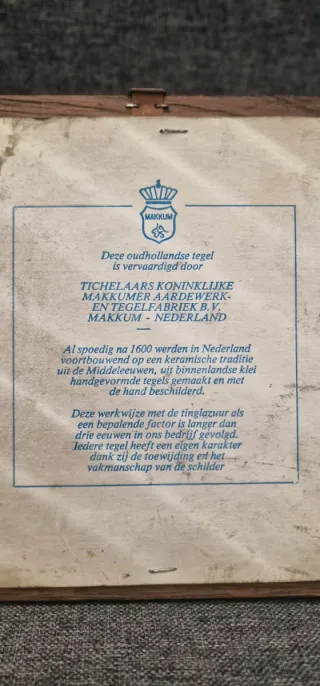 MAKKUM
Deze oudhollandse tegel
is vervaardigd door
TICHELAARS KONINKLIJKE
MAKKUMER AARDEWERK-
EN TEGELFABRIEK B.V.
MAKKUM - NEDERLAND
Al spoedig na 1600 werden in Nederland
voortbouwend op een keramische traditie
uit de Middeleeuwen, uit binnenlandse klei
handgevormde tegels gemaakt en met
de hand beschilderd.
Deze werkwijze met de tinglazuur als
een bepalende factor is langer dan
drie eeuwen in ons bedrijf gevolgd.
Iedere tegel heeft een eigen karakter
dank zij de toewijding en het
vakmanschap van de schilder